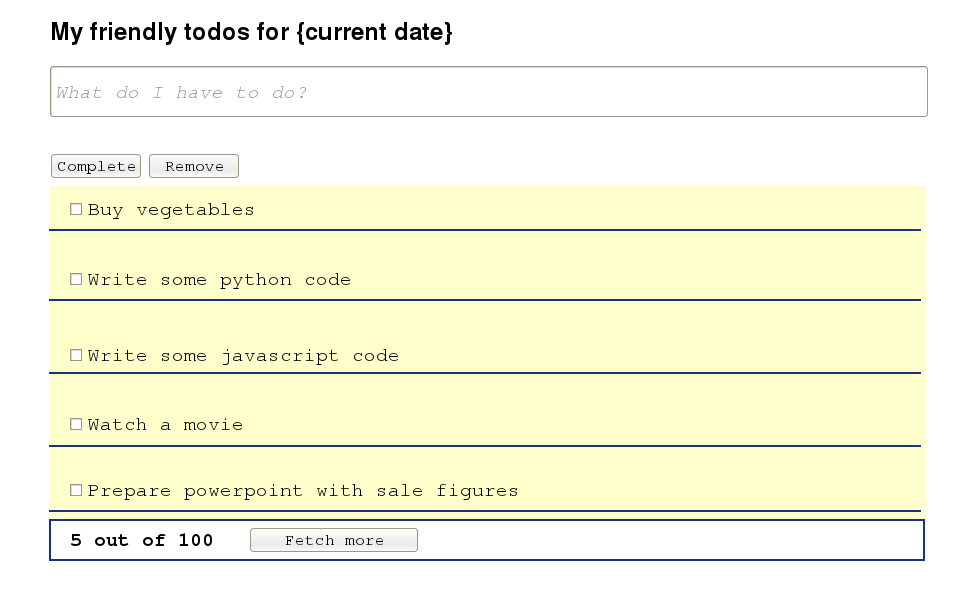 My friendly todos for {current date}
What do I have to do?
Complete Remove
Buy vegetables
Write some python code
Write some javascript code
Watch a movie
Prepare powerpoint with sale figures
5 out of 100 Fetch more